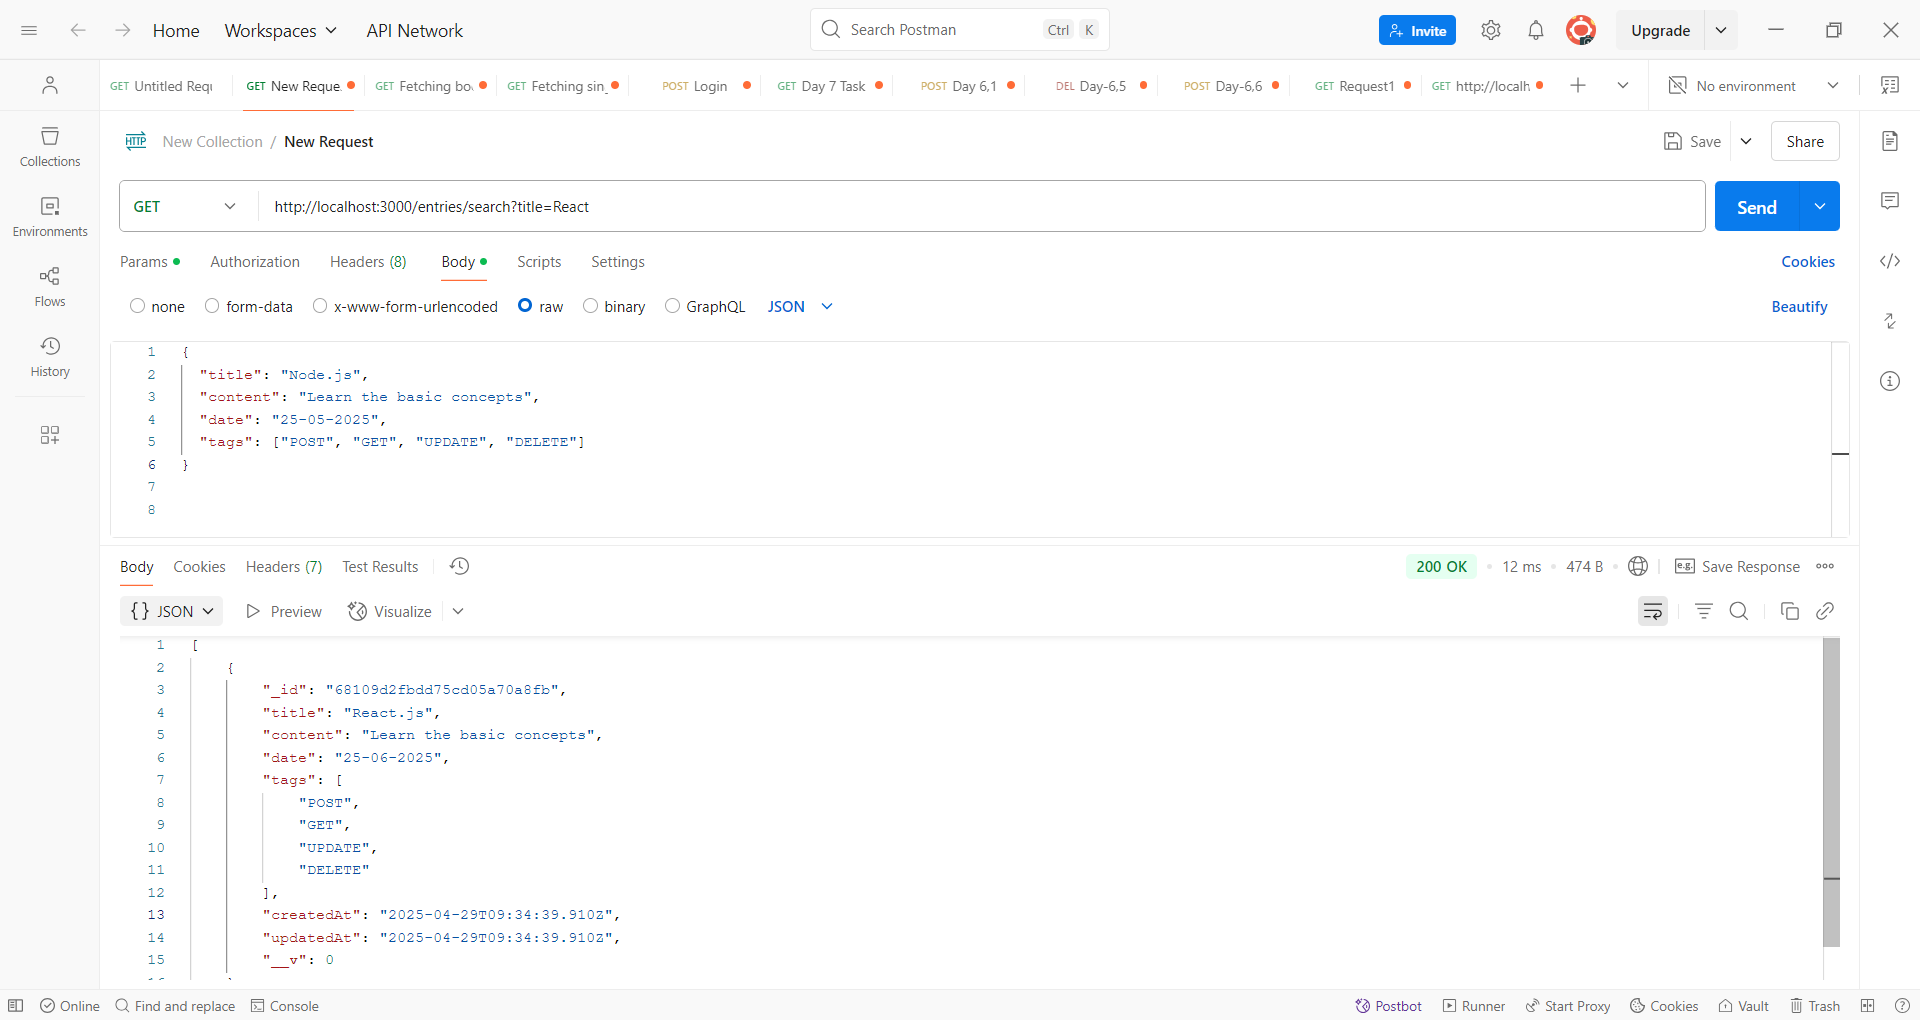 Home Workspaces API Network Search Postman Ctrl K Invite Upgrade
GET Untitled Requ GET New Reque. GET Fetching bo GET Fetching sin_ POST Login GET Day 7 Task POST Day 6,1 DEL Day-6,5 POST Day-6,6 GET Request1 GET http://localh No environment
HTTP New Collection / New Request Save Share
Collections
Environments
Flows
History
GET http://localhost:3000/entries/search?title=React Send
Params Authorization Headers (8) Body Scripts Settings Cookies
none form-data x-www-form-urlencoded raw binary GraphQL JSON Beautify
1 {
2 "title": "Node.js",
3 "content": "Learn the basic concepts",
4 "date": "25-05-2025",
5 "tags": ["POST", "GET", "UPDATE", "DELETE"]
6 }
7
8
Body Cookies Headers (7) Test Results 200 OK 12 ms 474 B e.g. Save Response
{} JSON Preview Visualize
1 [
2 {
3 "_id": "68109d2fbdd75cd05a70a8fb",
4 "title": "React.js",
5 "content": "Learn the basic concepts",
6 "date": "25-06-2025",
7 "tags": [
8 "POST",
9 "GET",
10 "UPDATE",
11 "DELETE"
12 ],
13 "createdAt": "2025-04-29T09:34:39.910Z",
14 "updatedAt": "2025-04-29T09:34:39.910Z",
15 "__v": 0
Online Find and replace Console Postbot Runner Start Proxy Cookies Vault Trash